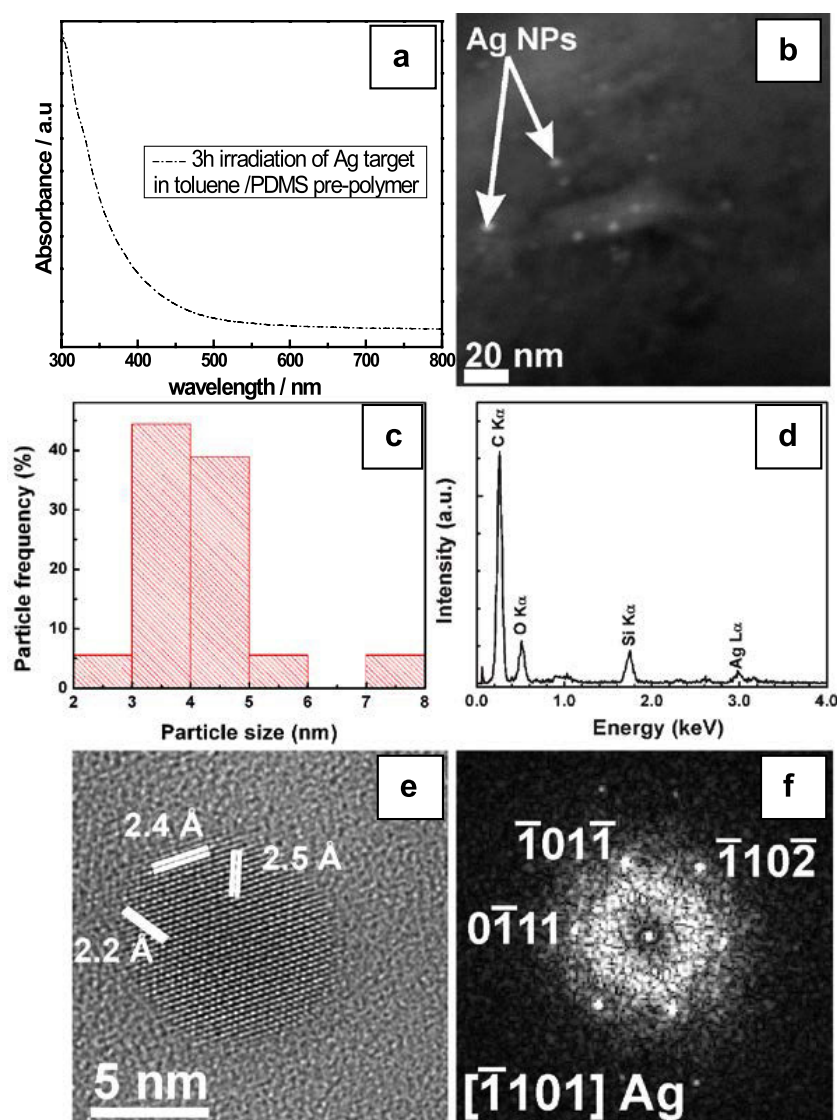 a
3h irradiation of Ag target
in toluene /PDMS pre-polymer
Absorbance / a.u
300 400 500 600 700 800
wavelength / nm
b
Ag NPs
20 nm
c
Particle frequency (%)
40
30
20
10
0
2 3 4 5 6 7 8
Particle size (nm)
d
Intensity (a.u.)
C Kα
O Kα
Si Kα
Ag Lα
0.0 1.0 2.0 3.0 4.0
Energy (keV)
e
2.4 Å
2.5 Å
2.2 Å
5 nm
f
1̅011̅
1̅102̅
01̅11
[1̅101] Ag